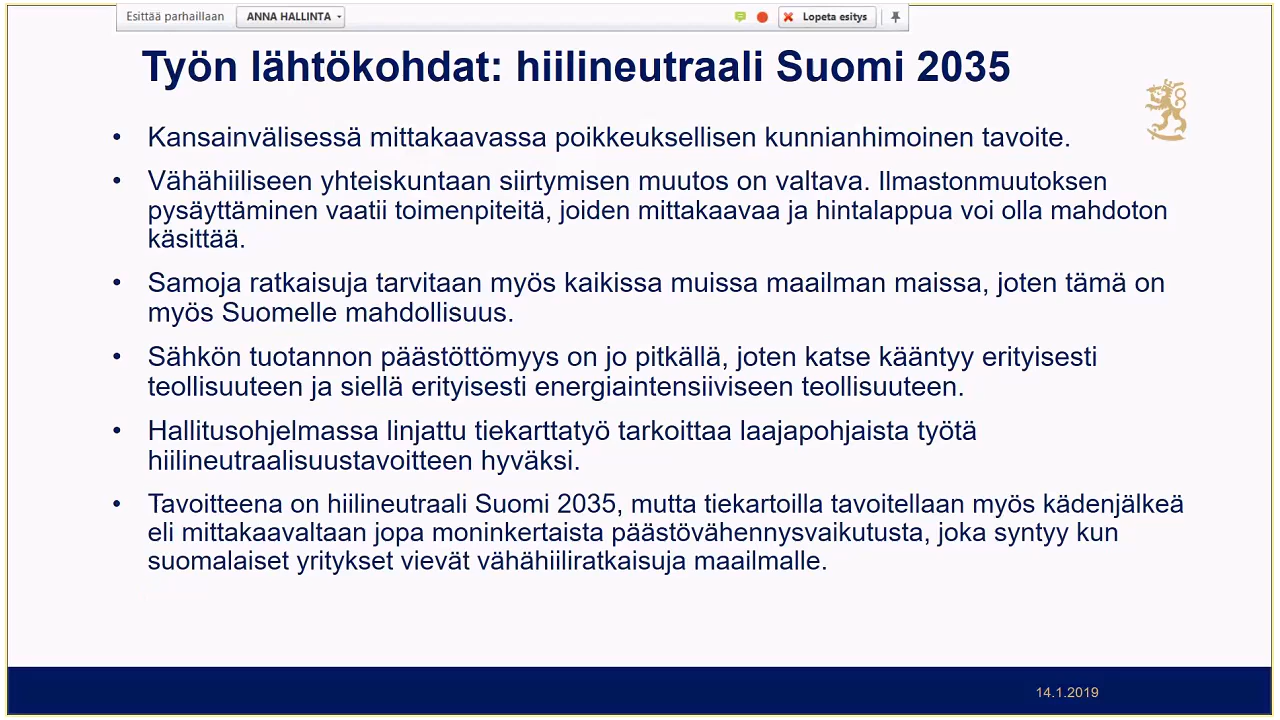 Esittää parhaillaan ANNA HALLINTA Lopeta esitys
Työn lähtökohdat: hiilineutraali Suomi 2035
• Kansainvälisessä mittakaavassa poikkeuksellisen kunnianhimoinen tavoite.
• Vähähiiliseen yhteiskuntaan siirtymisen muutos on valtava. Ilmastonmuutoksen
pysäyttäminen vaatii toimenpiteitä, joiden mittakaavaa ja hintalappua voi olla mahdoton
käsittää.
• Samoja ratkaisuja tarvitaan myös kaikissa muissa maailman maissa, joten tämä on
myös Suomelle mahdollisuus.
• Sähkön tuotannon päästöttömyys on jo pitkällä, joten katse kääntyy erityisesti
teollisuuteen ja siellä erityisesti energiaintensiiviseen teollisuuteen.
• Hallitusohjelmassa linjattu tiekarttatyö tarkoittaa laajapohjaista työtä
hiilineutraalisuustavoitteen hyväksi.
• Tavoitteena on hiilineutraali Suomi 2035, mutta tiekartoilla tavoitellaan myös kädenjälkeä
eli mittakaavaltaan jopa moninkertaista päästövähennysvaikutusta, joka syntyy kun
suomalaiset yritykset vievät vähähiiliratkaisuja maailmalle.
14.1.2019